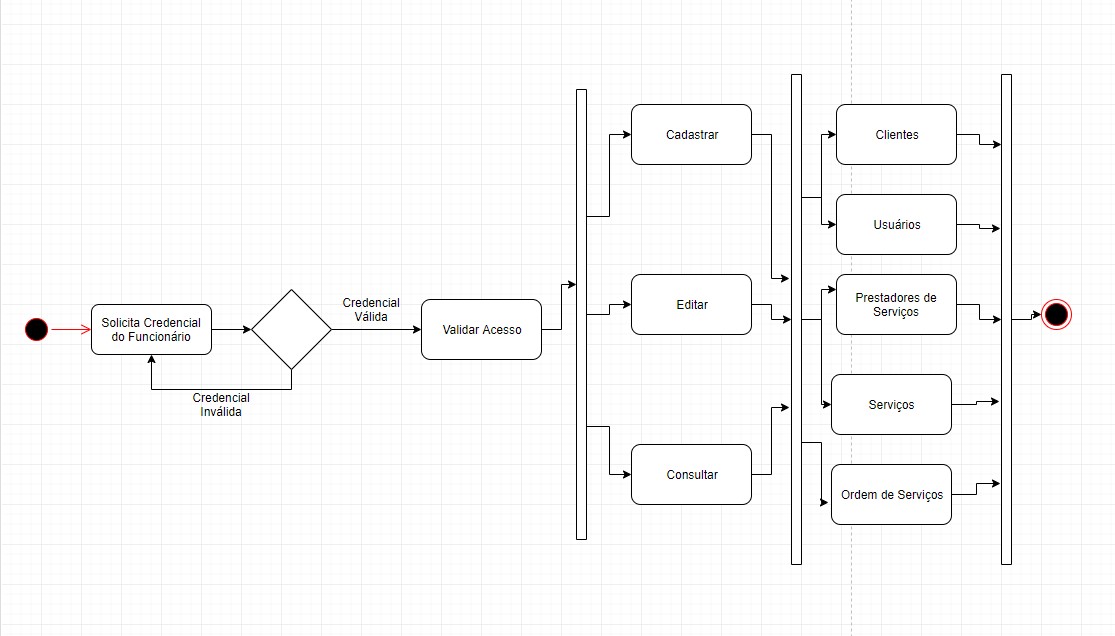 Solicita Credencial
do Funcionário
Credencial
Inválida
Credencial
Válida
Validar Acesso
Cadastrar
Editar
Consultar
Clientes
Usuários
Prestadores de
Serviços
Serviços
Ordem de Serviços